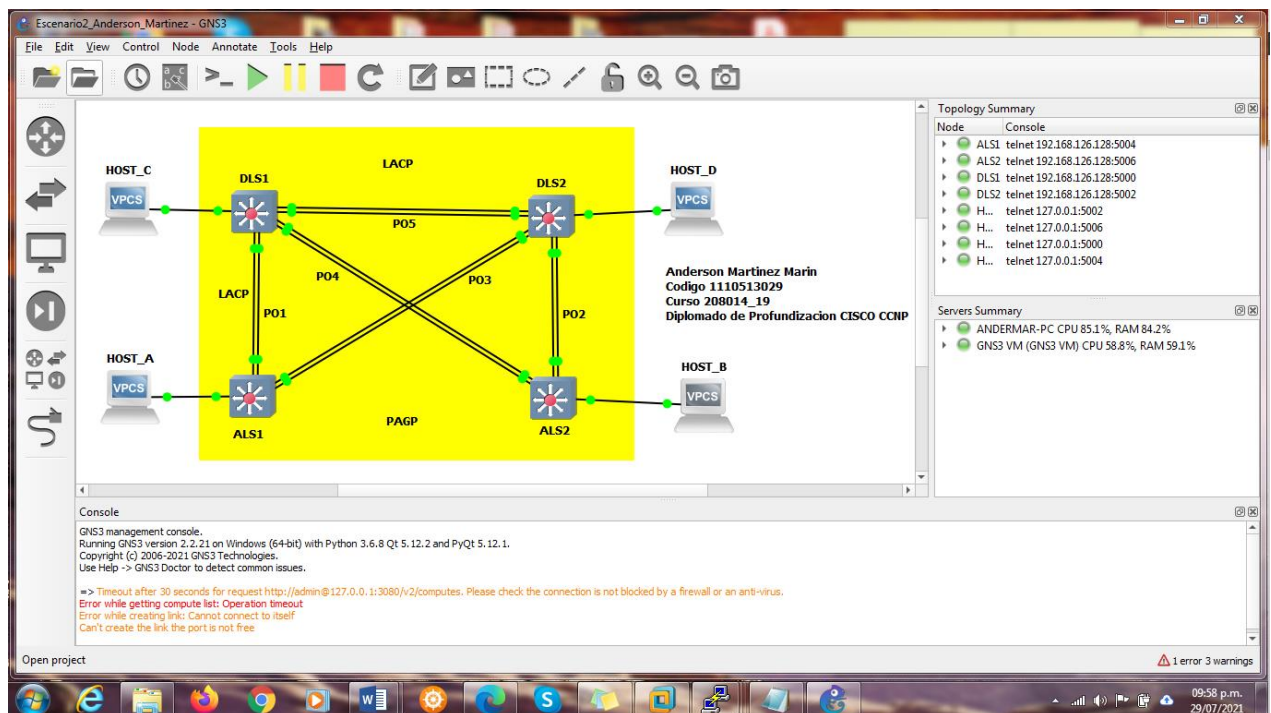 Escenario2_Anderson_Martinez - GNS3
File Edit View Control Node Annotate Tools Help
LACP
HOST_C
DLS1
DLS2
HOST_D
VPCS
VPCS
PO5
PO4
PO3
LACP
PO1
PO2
Anderson Martinez Marin
Codigo 1110513029
Curso 208014_19
Diplomado de Profundizacion CISCO CCNP
HOST_A
HOST_B
VPCS
VPCS
PAGP
ALS1
ALS2
Topology Summary
Node Console
ALS1 telnet 192.168.126.128:5004
ALS2 telnet 192.168.126.128:5006
DLS1 telnet 192.168.126.128:5000
DLS2 telnet 192.168.126.128:5002
H... telnet 127.0.0.1:5002
H... telnet 127.0.0.1:5006
H... telnet 127.0.0.1:5000
H... telnet 127.0.0.1:5004
Servers Summary
ANDERMAR-PC CPU 85.1%, RAM 84.2%
GNS3 VM (GNS3 VM) CPU 58.8%, RAM 59.1%
Console
GNS3 management console.
Running GNS3 version 2.2.21 on Windows (64-bit) with Python 3.6.8 Qt 5.12.2 and PyQt 5.12.1.
Copyright (c) 2006-2021 GNS3 Technologies.
Use Help -> GNS3 Doctor to detect common issues.
=> Timeout after 30 seconds for request http://admin@127.0.0.1:3080/v2/computes. Please check the connection is not blocked by a firewall or an anti-virus.
Error while getting compute list: Operation timeout
Error while creating link: Cannot connect to itself
Can't create the link the port is not free
Open project
1 error 3 warnings
09:58 p.m.
29/07/2021